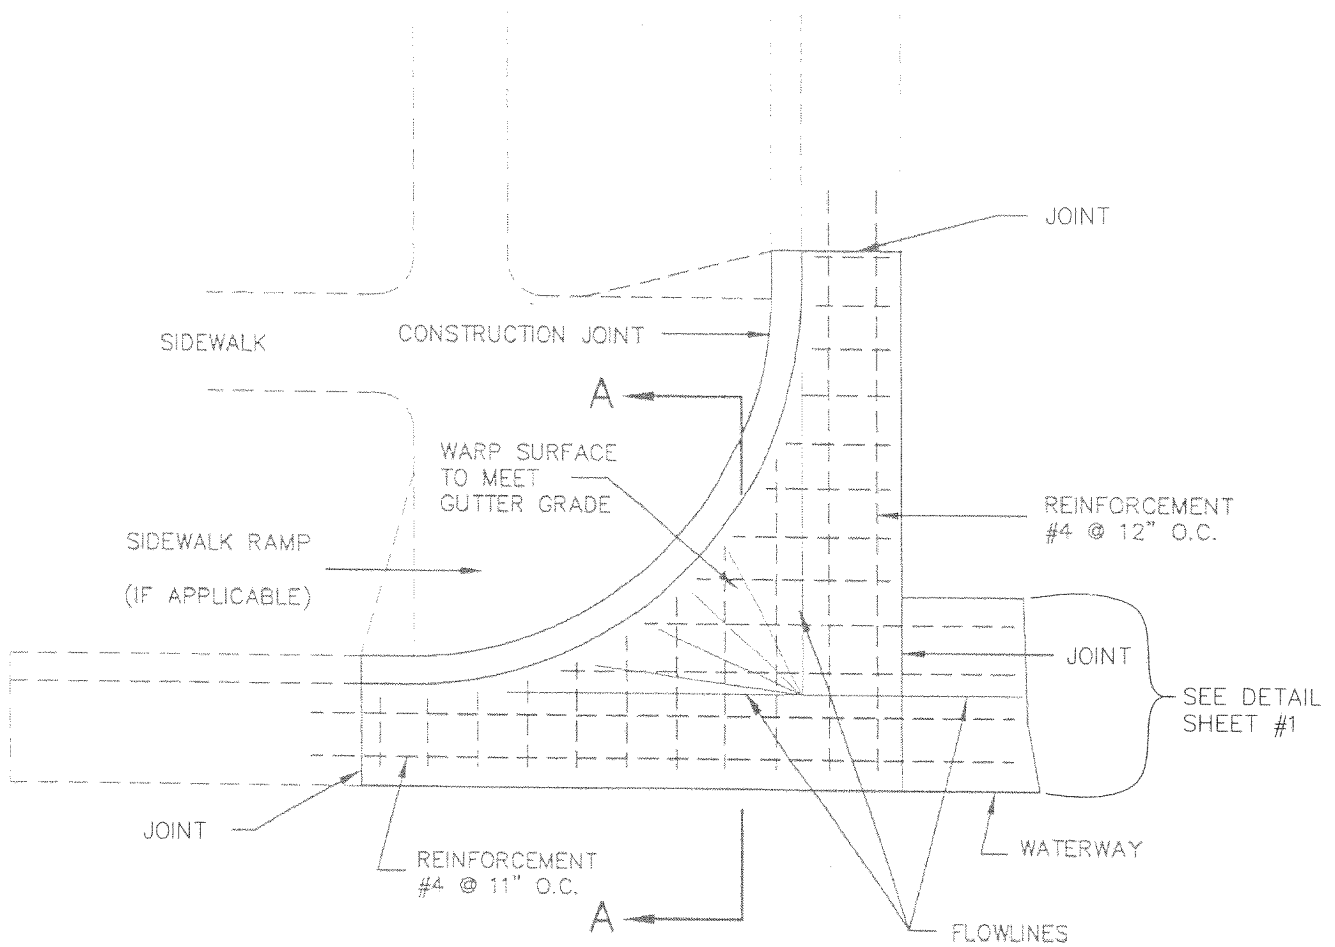 JOINT
SIDEWALK
CONSTRUCTION JOINT
A
WARP SURFACE
TO MEET
GUTTER GRADE
REINFORCEMENT
#4 @ 12" O.C.
SIDEWALK RAMP
(IF APPLICABLE)
JOINT
SEE DETAIL
SHEET #1
JOINT
WATERWAY
REINFORCEMENT
#4 @ 11" O.C.
A
FLOWLINES